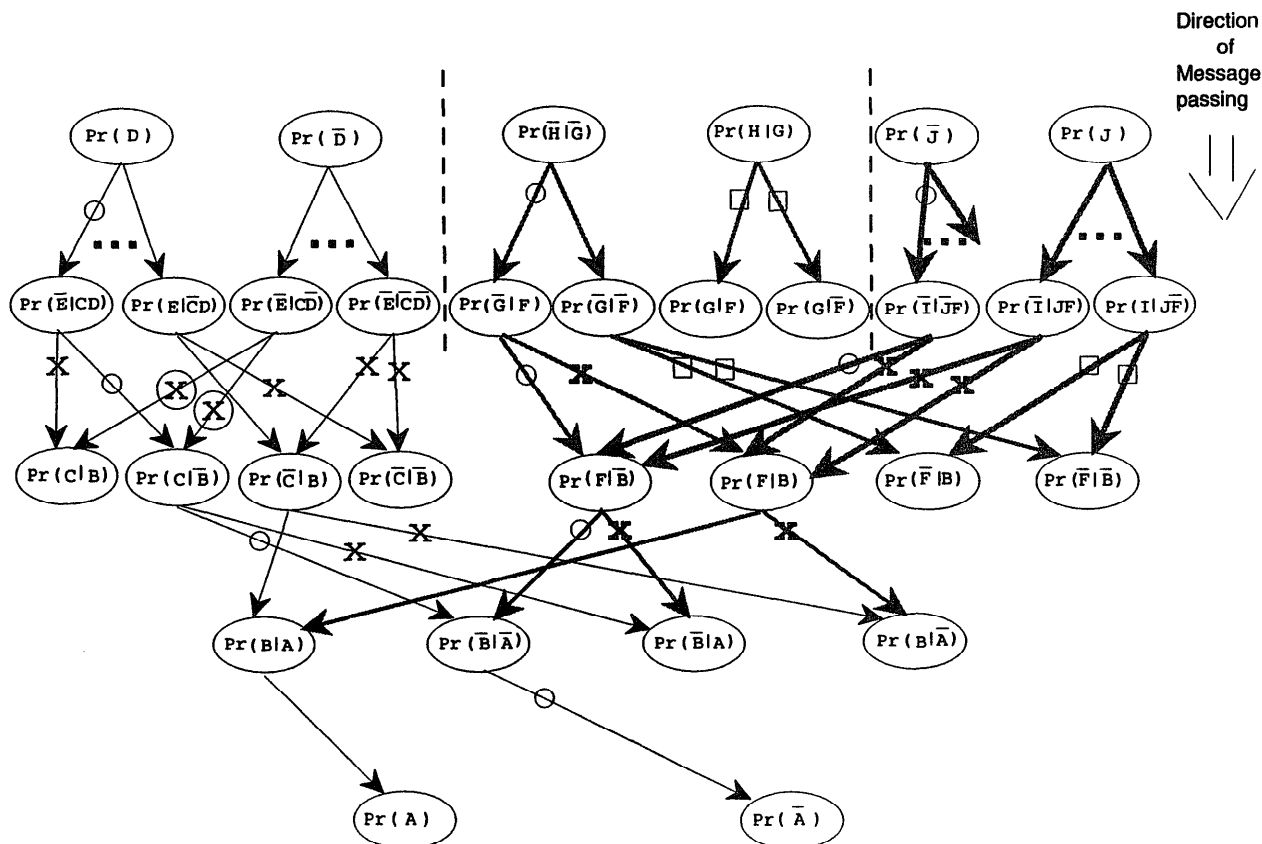 Direction
of
Message
passing
Pr(D)
Pr(D̅)
Pr(H̅|G̅)
Pr(H|G)
Pr(J̅)
Pr(J)
Pr(E̅|CD)
Pr(E|C̅D)
Pr(E̅|CD̅)
Pr(E̅|C̅D̅)
Pr(G̅|F)
Pr(G̅|F̅)
Pr(G|F)
Pr(G|F̅)
Pr(I̅|J̅F)
Pr(I̅|JF)
Pr(I|JF̅)
X
X
X
X
X
X
X
X
X
Pr(C|B)
Pr(C|B̅)
Pr(C̅|B)
Pr(C̅|B̅)
Pr(F|B̅)
Pr(F|B)
Pr(F̅|B)
Pr(F̅|B̅)
X
X
X
X
Pr(B|A)
Pr(B̅|A̅)
Pr(B̅|A)
Pr(B|A̅)
Pr(A)
Pr(A̅)